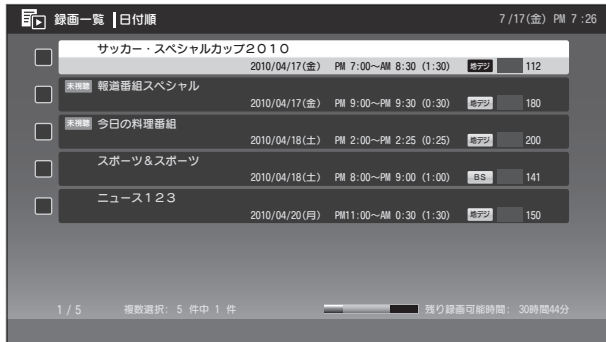 録画一覧 日付順 7/17(金) PM 7:26
サッカー・スペシャルカップ2010
2010/04/17(金) PM 7:00～AM 8:30 (1:30) 地デジ 112
未視聴 報道番組スペシャル
2010/04/17(金) PM 9:00～PM 9:30 (0:30) 地デジ 180
未視聴 今日の料理番組
2010/04/18(土) PM 2:00～PM 2:25 (0:25) 地デジ 200
スポーツ&スポーツ
2010/04/18(土) PM 8:00～PM 9:00 (1:00) BS 141
ニュース123
2010/04/20(月) PM11:00～AM 0:30 (1:30) 地デジ 150
1 / 5 複数選択: 5 件中 1 件 残り録画可能時間: 30時間44分